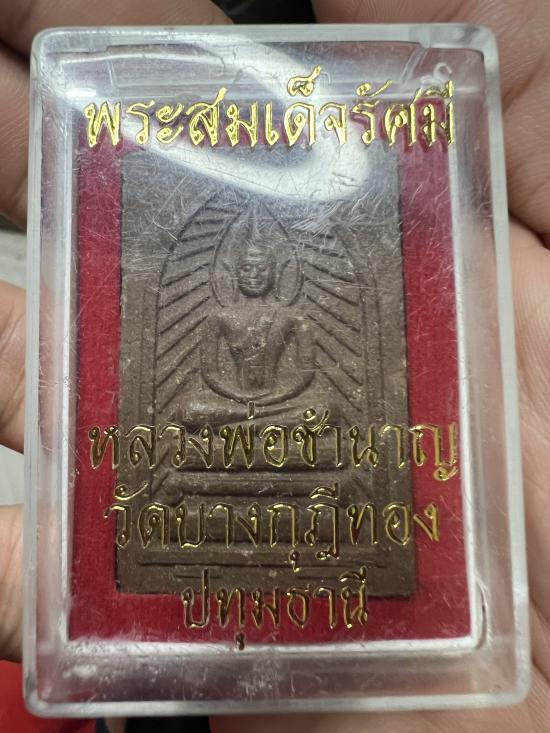 พระสมเด็จรัศมี
หลวงพ่อชำนาญ
วัดบางกุฎีทอง
ปทุมธานี